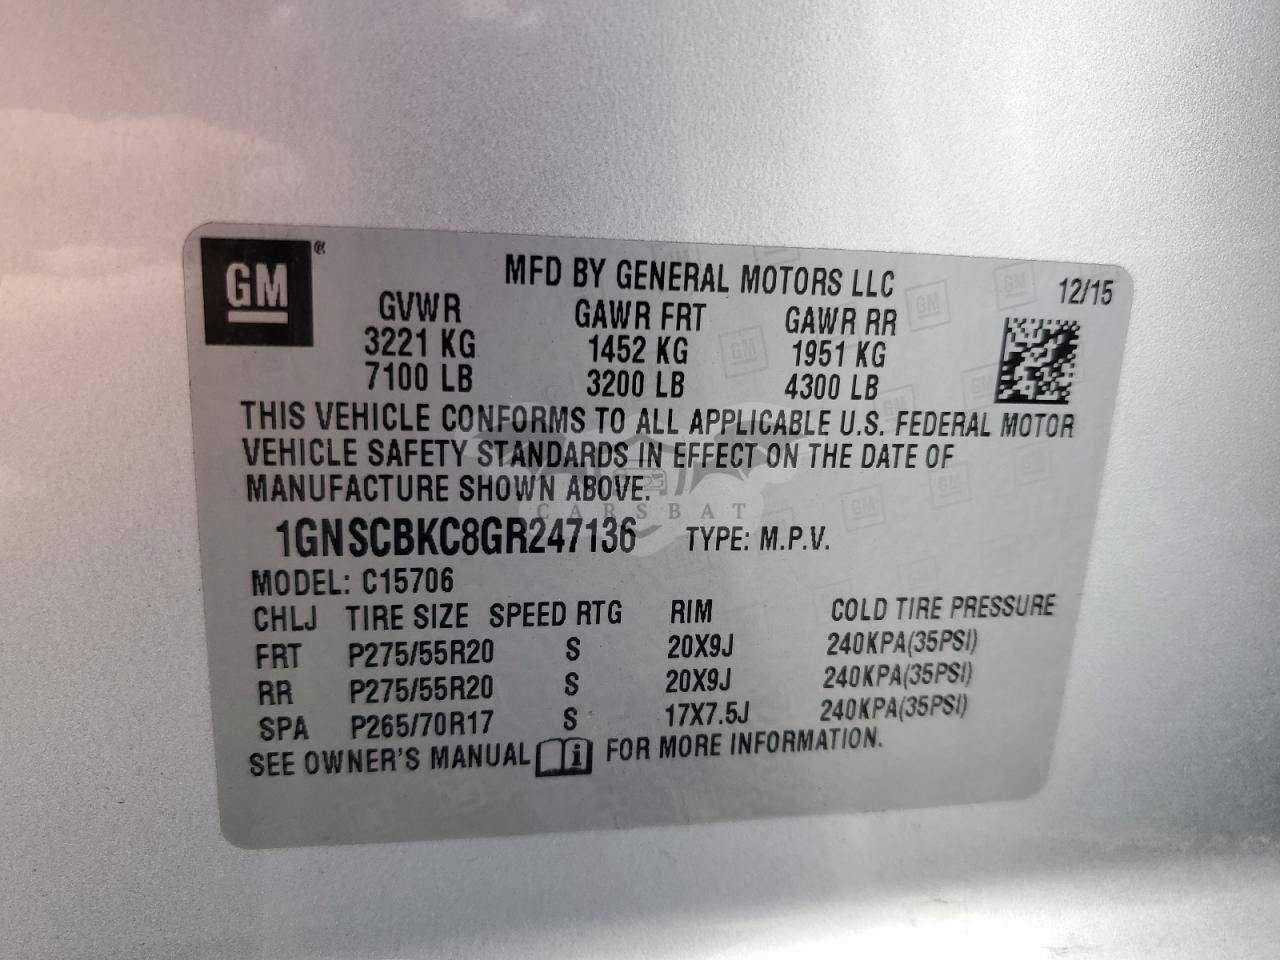 GM ®
MFD BY GENERAL MOTORS LLC 12/15
GVWR GAWR FRT GAWR RR
3221 KG 1452 KG 1951 KG
7100 LB 3200 LB 4300 LB
THIS VEHICLE CONFORMS TO ALL APPLICABLE U.S. FEDERAL MOTOR
VEHICLE SAFETY STANDARDS IN EFFECT ON THE DATE OF
MANUFACTURE SHOWN ABOVE.
CARSBAT
1GNSCBKC8GR247136 TYPE: M.P.V.
MODEL: C15706
CHLJ TIRE SIZE SPEED RTG RIM COLD TIRE PRESSURE
FRT P275/55R20 S 20X9J 240KPA(35PSI)
RR P275/55R20 S 20X9J 240KPA(35PSI)
SPA P265/70R17 S 17X7.5J 240KPA(35PSI)
SEE OWNER'S MANUAL i FOR MORE INFORMATION.